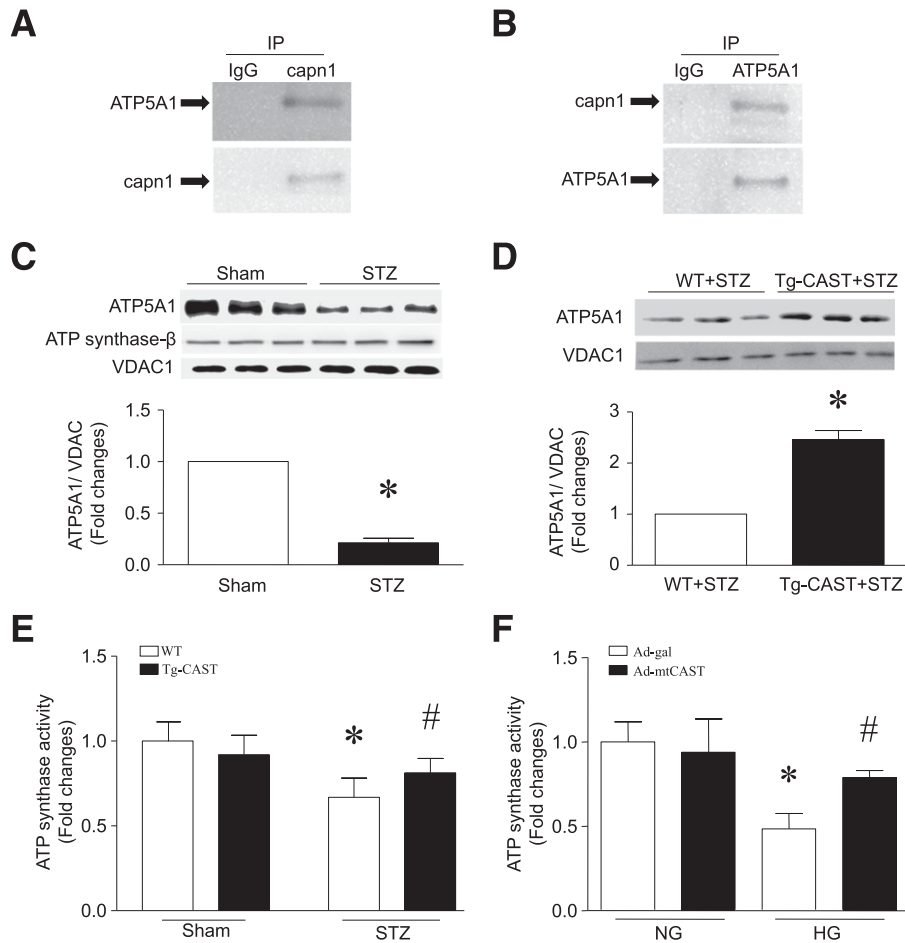 A
IP
IgG capn1
ATP5A1
capn1
B
IP
IgG ATP5A1
capn1
ATP5A1
C
Sham STZ
ATP5A1
ATP synthase-β
VDAC1
ATP5A1/ VDAC
(Fold changes)
1.5
1.0
0.5
0.0
*
Sham STZ
D
WT+STZ Tg-CAST+STZ
ATP5A1
VDAC1
ATP5A1/ VDAC
(Fold changes)
3
2
1
0
*
WT+STZ Tg-CAST+STZ
E
WT
Tg-CAST
ATP synthase activity
(Fold changes)
1.5
1.0
0.5
0.0
*
#
Sham STZ
F
Ad-gal
Ad-mtCAST
ATP synthase activity
(Fold changes)
1.5
1.0
0.5
0.0
*
#
NG HG